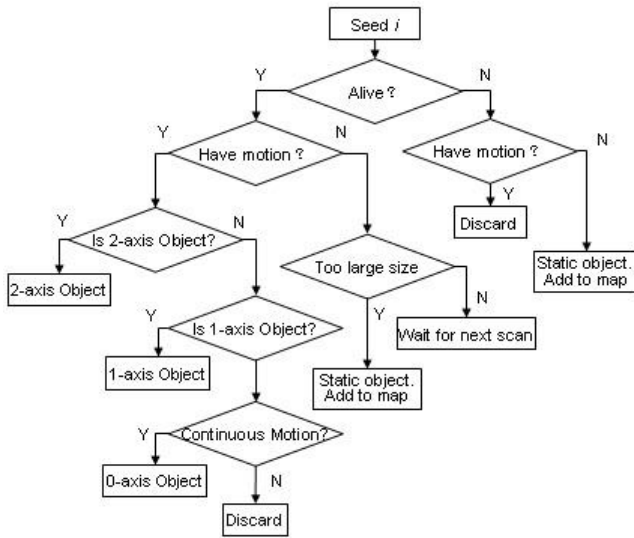 Seed i
Y
N
Alive ?
Y
N
N
Have motion ?
Have motion ?
Y
Y
N
Discard
Is 2-axis Object?
Static object.
Add to map
2-axis Object
Too large size
N
Y
Is 1-axis Object?
Y
Wait for next scan
1-axis Object
Static object.
Add to map
Y
Continuous Motion?
0-axis Object
N
Discard